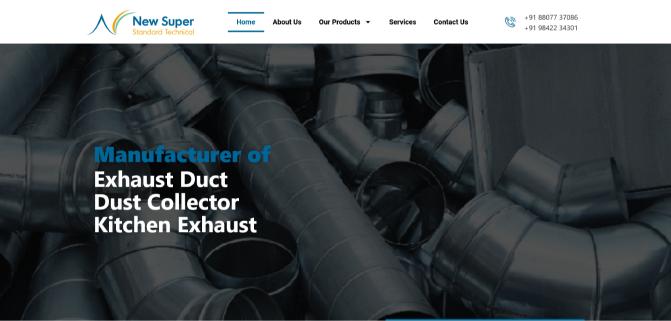 New Super
Standard Technical
Home About Us Our Products Services Contact Us
+91 88077 37086
+91 98422 34301
Manufacturer of
Exhaust Duct
Dust Collector
Kitchen Exhaust